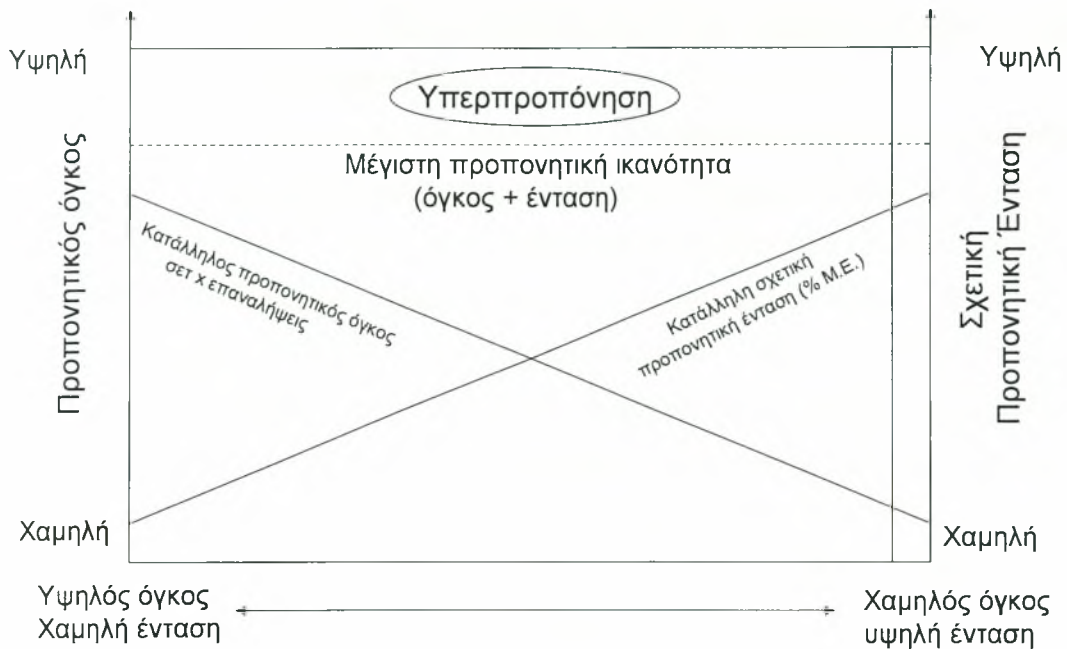 Υψηλή
Υψηλή
Υπερπροπόνηση
Μέγιστη προπονητική ικανότητα
(όγκος + ένταση)
Προπονητικός όγκος
Κατάλληλος προπονητικός όγκος
σετ x επαναλήψεις
Κατάλληλη σχετική
προπονητική ένταση (% Μ.Ε.)
Σχετική
Προπονητική Ένταση
Χαμηλή
Χαμηλή
Υψηλός όγκος
Χαμηλή ένταση
Χαμηλός όγκος
υψηλή ένταση